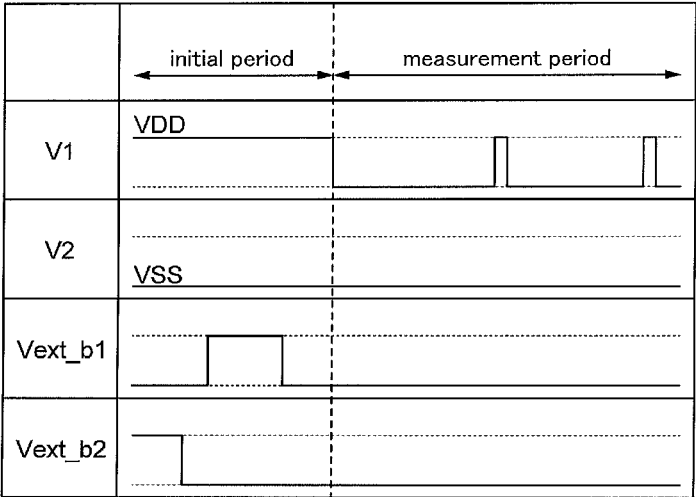 initial period
measurement period
V1
VDD
V2
VSS
Vext_b1
Vext_b2